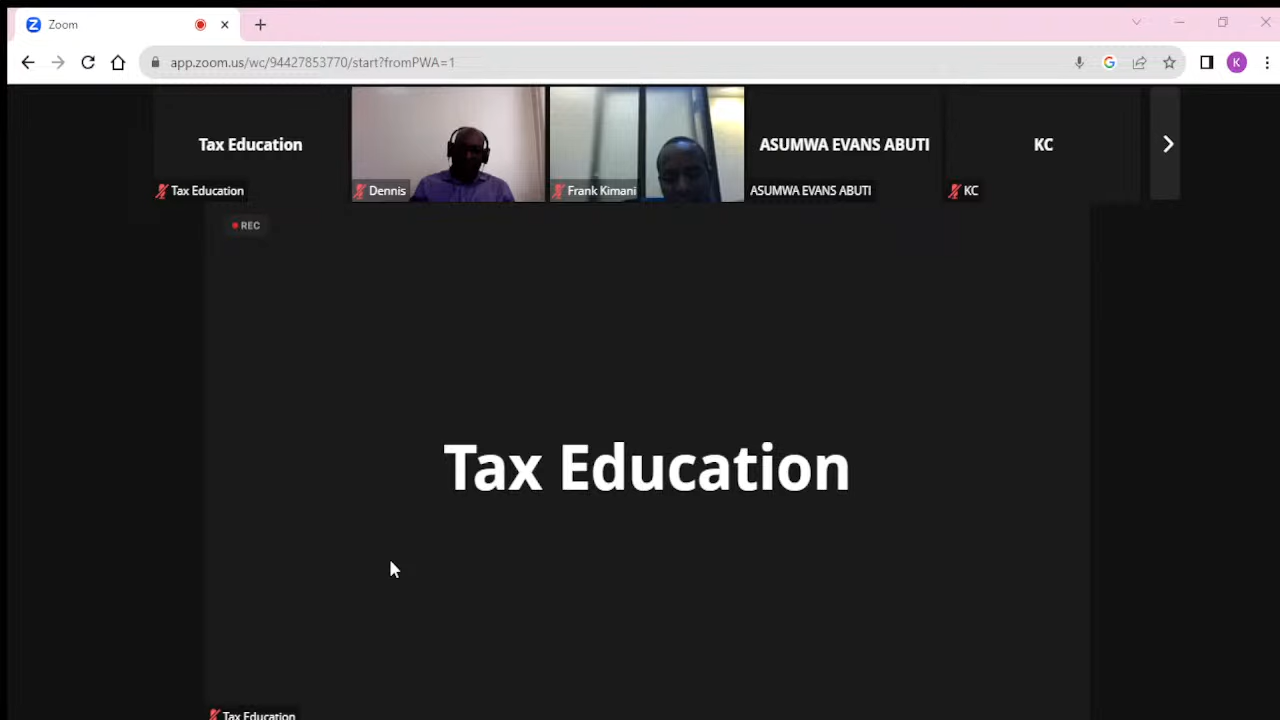 Zoom
app.zoom.us/wc/94427853770/start?fromPWA=1
K
Tax Education
ASUMWA EVANS ABUTI
KC
Tax Education
Dennis
Frank Kimani
ASUMWA EVANS ABUTI
KC
REC
Tax Education
Tax Education